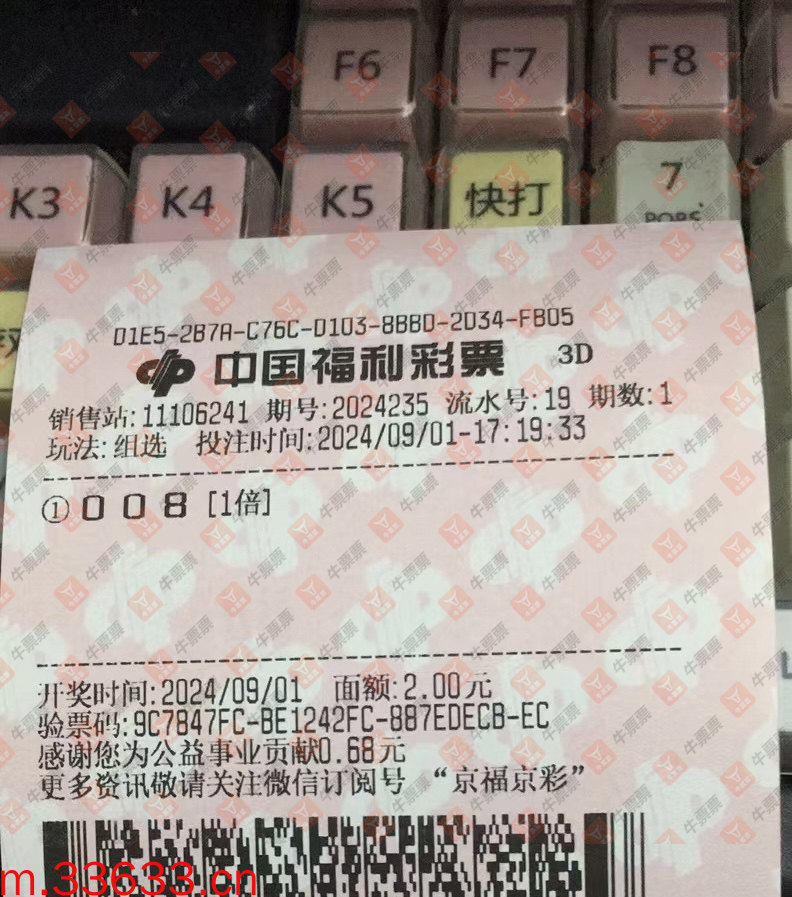 F6 F7 F8
K3 K4 K5 快打 7
D1E5-2B7A-C76C-D103-8BBD-2D34-FB05
中国福利彩票 3D
销售站:11106241 期号:2024235 流水号:19 期数:1
玩法:组选 投注时间:2024/09/01-17:19:33
① 0 0 8 [1倍]
开奖时间:2024/09/01 面额:2.00元
验票码:9C7847FC-BE1242FC-887EDECB-EC
感谢您为公益事业贡献0.68元
更多资讯敬请关注微信订阅号 “京福京彩”
m.33633.cn
牛票票